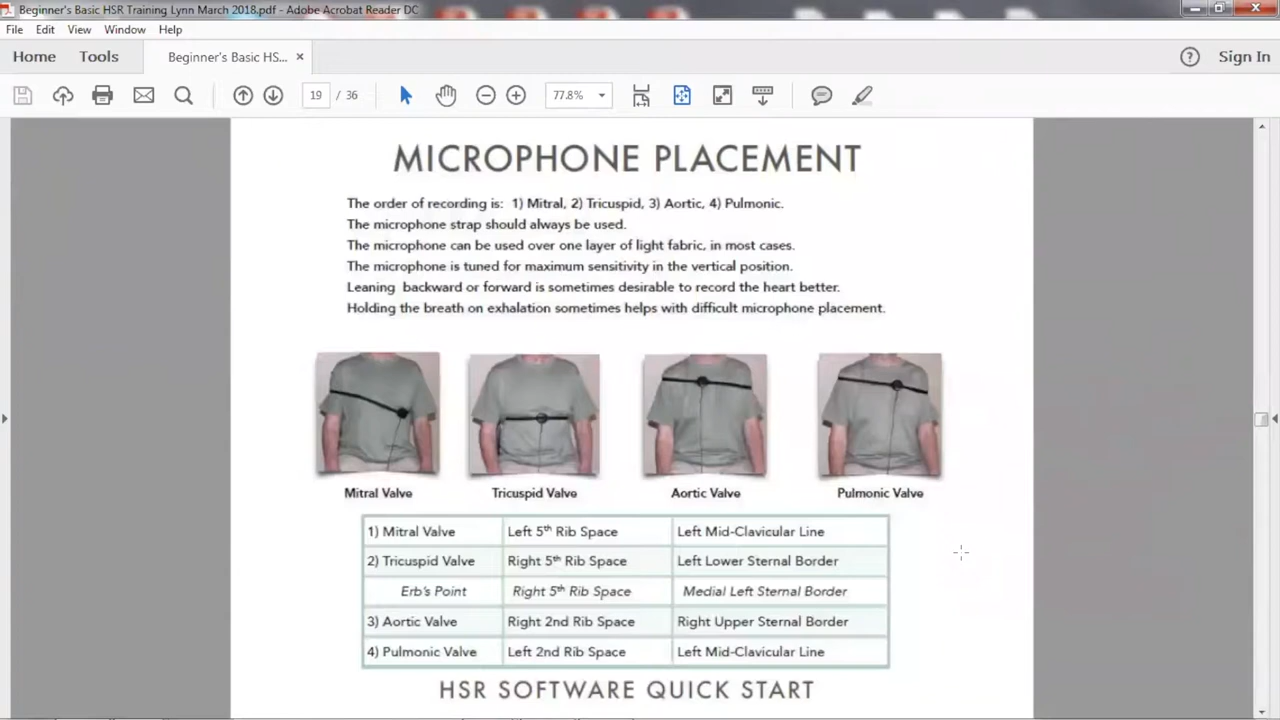 Beginner's Basic HSR Training Lynn March 2018.pdf - Adobe Acrobat Reader DC
File Edit View Window Help
Home Tools Beginner's Basic HS... × ? Sign In
19 / 36 77.8%
MICROPHONE PLACEMENT
The order of recording is: 1) Mitral, 2) Tricuspid, 3) Aortic, 4) Pulmonic.
The microphone strap should always be used.
The microphone can be used over one layer of light fabric, in most cases.
The microphone is tuned for maximum sensitivity in the vertical position.
Leaning backward or forward is sometimes desirable to record the heart better.
Holding the breath on exhalation sometimes helps with difficult microphone placement.
Mitral Valve Tricuspid Valve Aortic Valve Pulmonic Valve
1) Mitral Valve Left 5th Rib Space Left Mid-Clavicular Line
2) Tricuspid Valve Right 5th Rib Space Left Lower Sternal Border
Erb's Point Right 5th Rib Space Medial Left Sternal Border
3) Aortic Valve Right 2nd Rib Space Right Upper Sternal Border
4) Pulmonic Valve Left 2nd Rib Space Left Mid-Clavicular Line
HSR SOFTWARE QUICK START